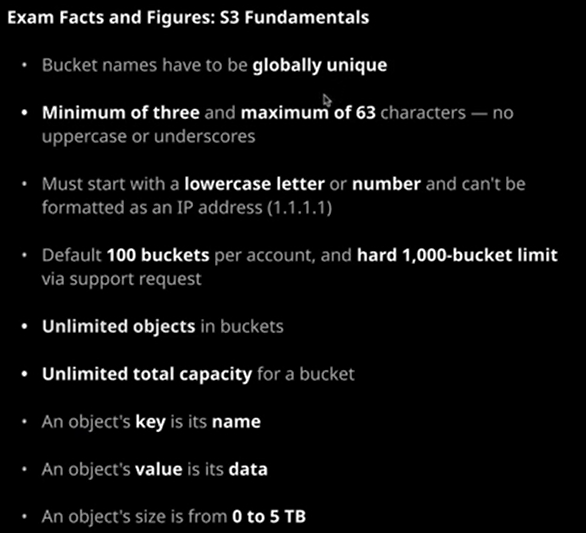 Exam Facts and Figures: S3 Fundamentals
• Bucket names have to be globally unique
• Minimum of three and maximum of 63 characters — no
uppercase or underscores
• Must start with a lowercase letter or number and can't be
formatted as an IP address (1.1.1.1)
• Default 100 buckets per account, and hard 1,000-bucket limit
via support request
• Unlimited objects in buckets
• Unlimited total capacity for a bucket
• An object's key is its name
• An object's value is its data
• An object's size is from 0 to 5 TB